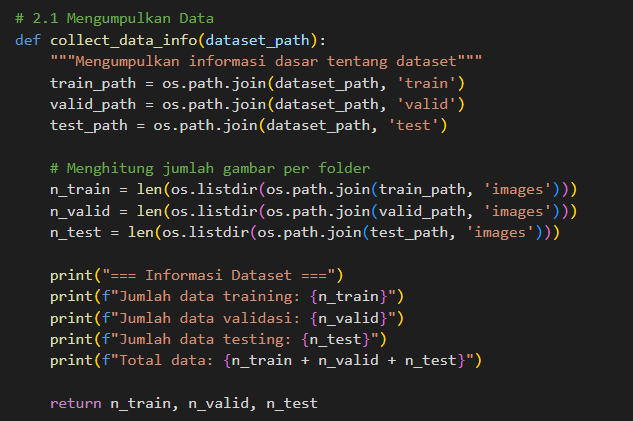 # 2.1 Mengumpulkan Data
def collect_data_info(dataset_path):
    """Mengumpulkan informasi dasar tentang dataset"""
    train_path = os.path.join(dataset_path, 'train')
    valid_path = os.path.join(dataset_path, 'valid')
    test_path = os.path.join(dataset_path, 'test')

    # Menghitung jumlah gambar per folder
    n_train = len(os.listdir(os.path.join(train_path, 'images')))
    n_valid = len(os.listdir(os.path.join(valid_path, 'images')))
    n_test = len(os.listdir(os.path.join(test_path, 'images')))

    print("=== Informasi Dataset ===")
    print(f"Jumlah data training: {n_train}")
    print(f"Jumlah data validasi: {n_valid}")
    print(f"Jumlah data testing: {n_test}")
    print(f"Total data: {n_train + n_valid + n_test}")

    return n_train, n_valid, n_test